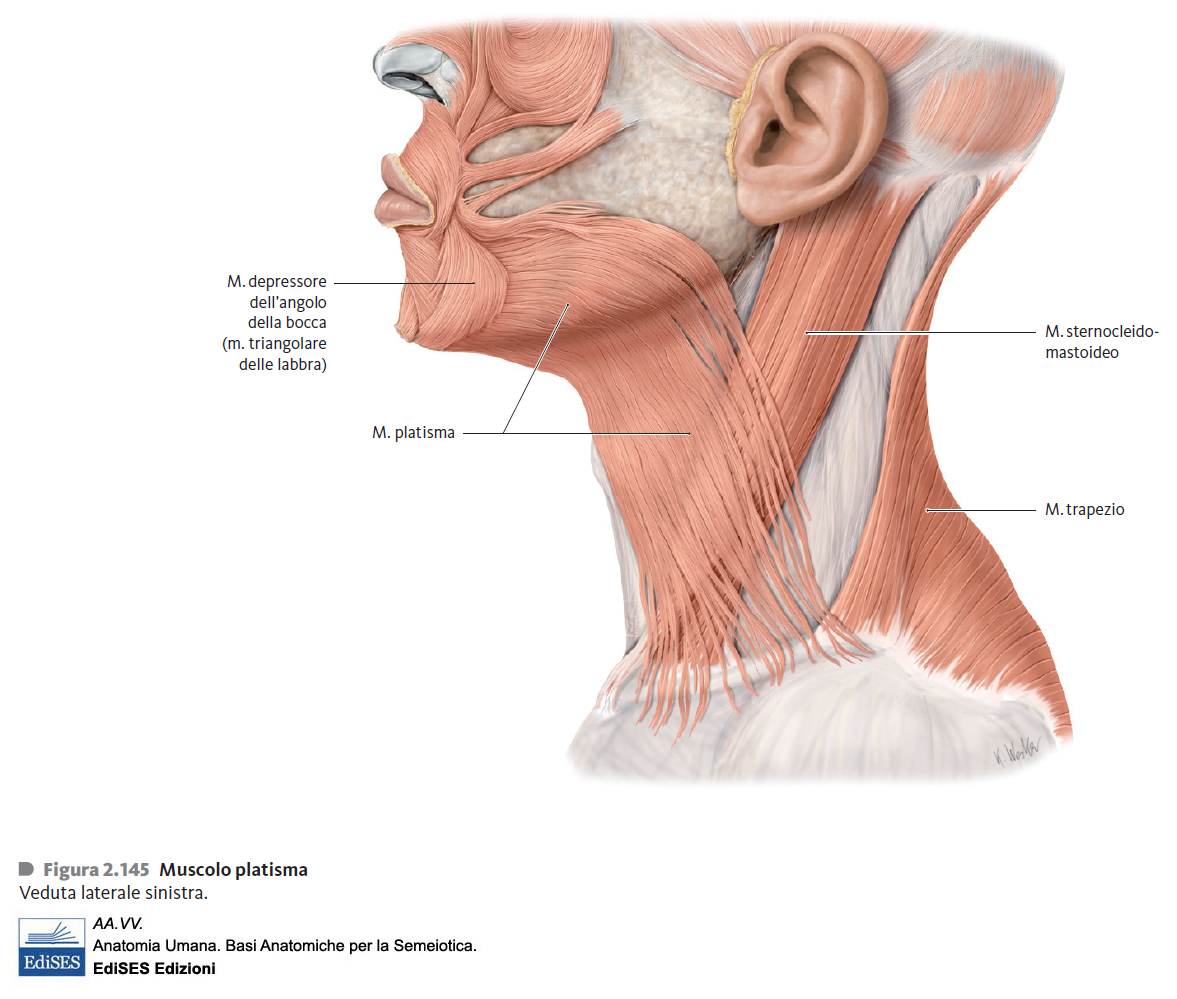 M. depressore
dell'angolo
della bocca
(m. triangolare
delle labbra)
M. platisma
M. sternocleido-
mastoideo
M. trapezio
K. Wesker
Figura 2.145 Muscolo platisma
Veduta laterale sinistra.
AA.VV.
Anatomia Umana. Basi Anatomiche per la Semeiotica.
EdiSES Edizioni
EdiSES